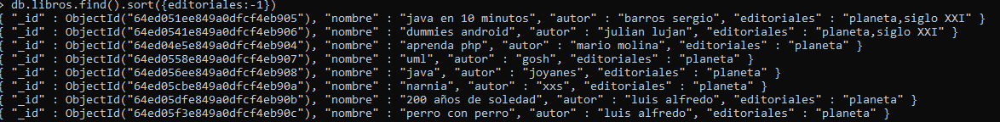 > db.libros.find().sort({editoriales:-1})
{ "_id" : ObjectId("64ed051ee849a0dfcf4eb905"), "nombre" : "java en 10 minutos", "autor" : "barros sergio", "editoriales" : "planeta,siglo XXI" }
{ "_id" : ObjectId("64ed0541e849a0dfcf4eb906"), "nombre" : "dummies android", "autor" : "julian lujan", "editoriales" : "planeta,siglo XXI" }
{ "_id" : ObjectId("64ed04e5e849a0dfcf4eb904"), "nombre" : "aprenda php", "autor" : "mario molina", "editoriales" : "planeta" }
{ "_id" : ObjectId("64ed0558e849a0dfcf4eb907"), "nombre" : "uml", "autor" : "gosh", "editoriales" : "planeta" }
{ "_id" : ObjectId("64ed056ee849a0dfcf4eb908"), "nombre" : "java", "autor" : "joyanes", "editoriales" : "planeta" }
{ "_id" : ObjectId("64ed05cbe849a0dfcf4eb90a"), "nombre" : "narnia", "autor" : "xxs", "editoriales" : "planeta" }
{ "_id" : ObjectId("64ed05dfe849a0dfcf4eb90b"), "nombre" : "200 años de soledad", "autor" : "luis alfredo", "editoriales" : "planeta" }
{ "_id" : ObjectId("64ed05f3e849a0dfcf4eb90c"), "nombre" : "perro con perro", "autor" : "luis alfredo", "editoriales" : "planeta" }